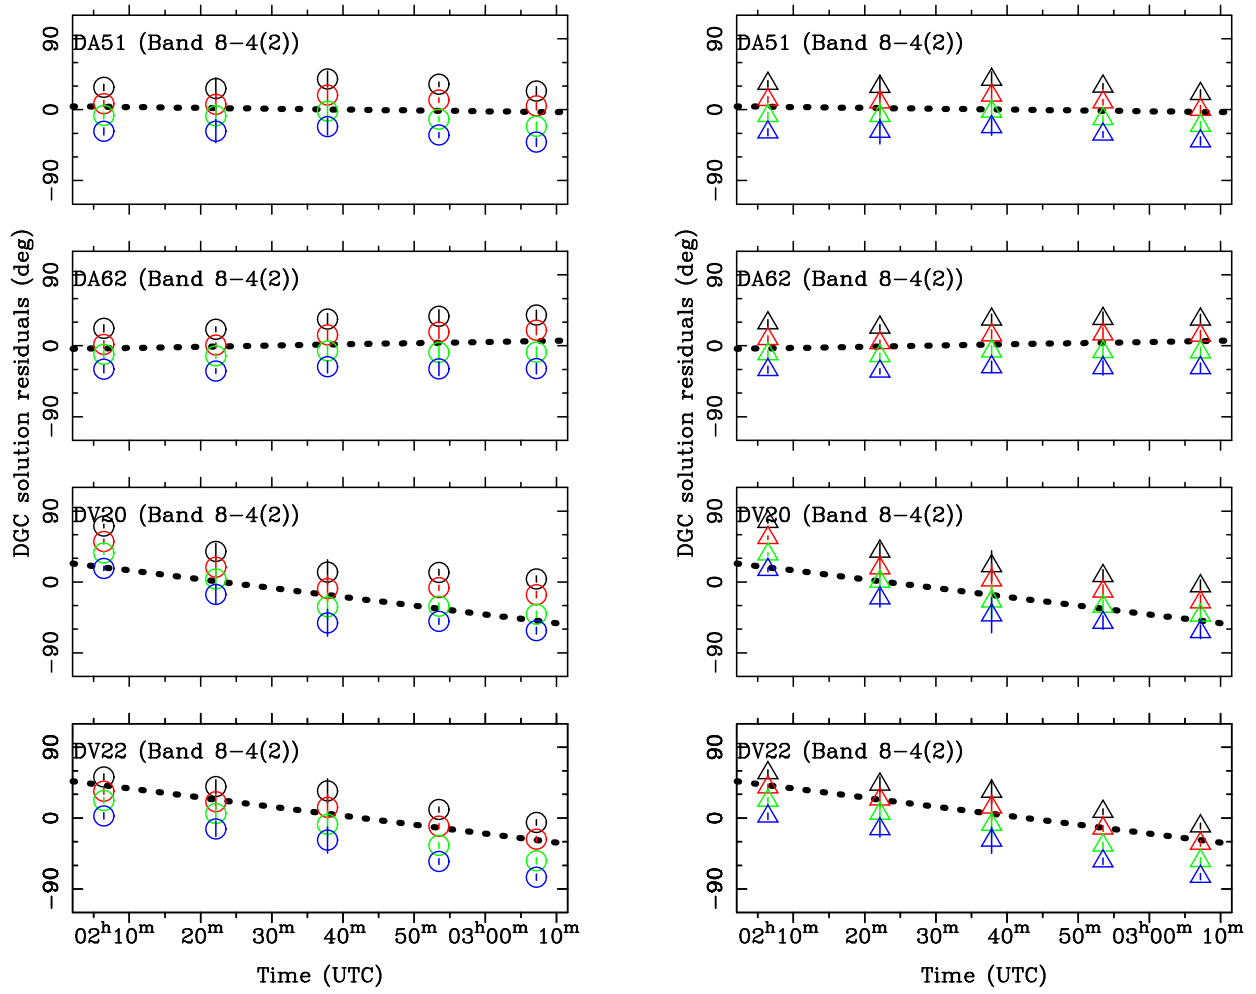 DGC solution residuals (deg)
DA51 (Band 8−4(2))
90
0
−90
DA62 (Band 8−4(2))
90
0
−90
DV20 (Band 8−4(2))
90
0
−90
DV22 (Band 8−4(2))
90
0
−90
02ʰ10ᵐ 20ᵐ 30ᵐ 40ᵐ 50ᵐ 03ʰ00ᵐ 10ᵐ
Time (UTC)
DGC solution residuals (deg)
DA51 (Band 8−4(2))
90
0
−90
DA62 (Band 8−4(2))
90
0
−90
DV20 (Band 8−4(2))
90
0
−90
DV22 (Band 8−4(2))
90
0
−90
02ʰ10ᵐ 20ᵐ 30ᵐ 40ᵐ 50ᵐ 03ʰ00ᵐ 10ᵐ
Time (UTC)